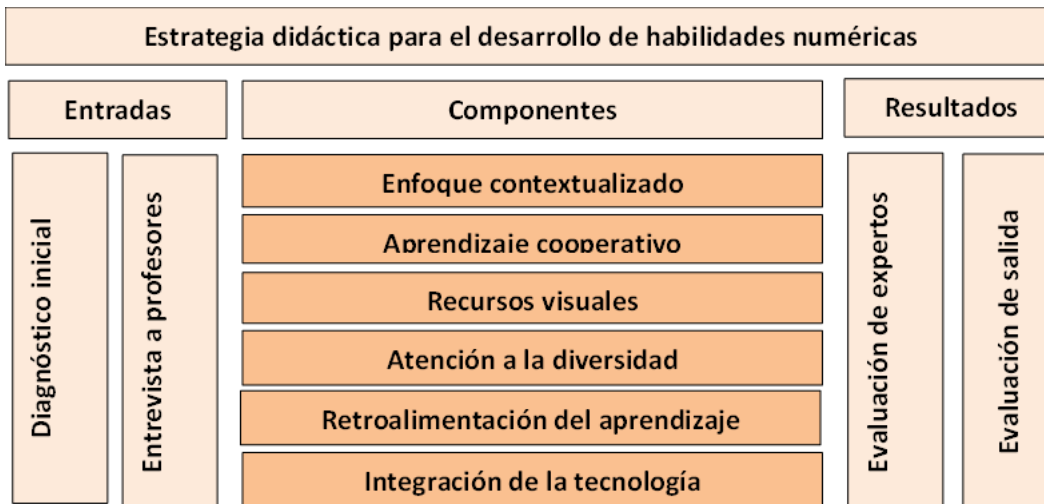 Estrategia didáctica para el desarrollo de habilidades numéricas
Entradas
Componentes
Resultados
Diagnóstico inicial
Entrevista a profesores
Enfoque contextualizado
Aprendizaje cooperativo
Recursos visuales
Atención a la diversidad
Retroalimentación del aprendizaje
Integración de la tecnología
Evaluación de expertos
Evaluación de salida